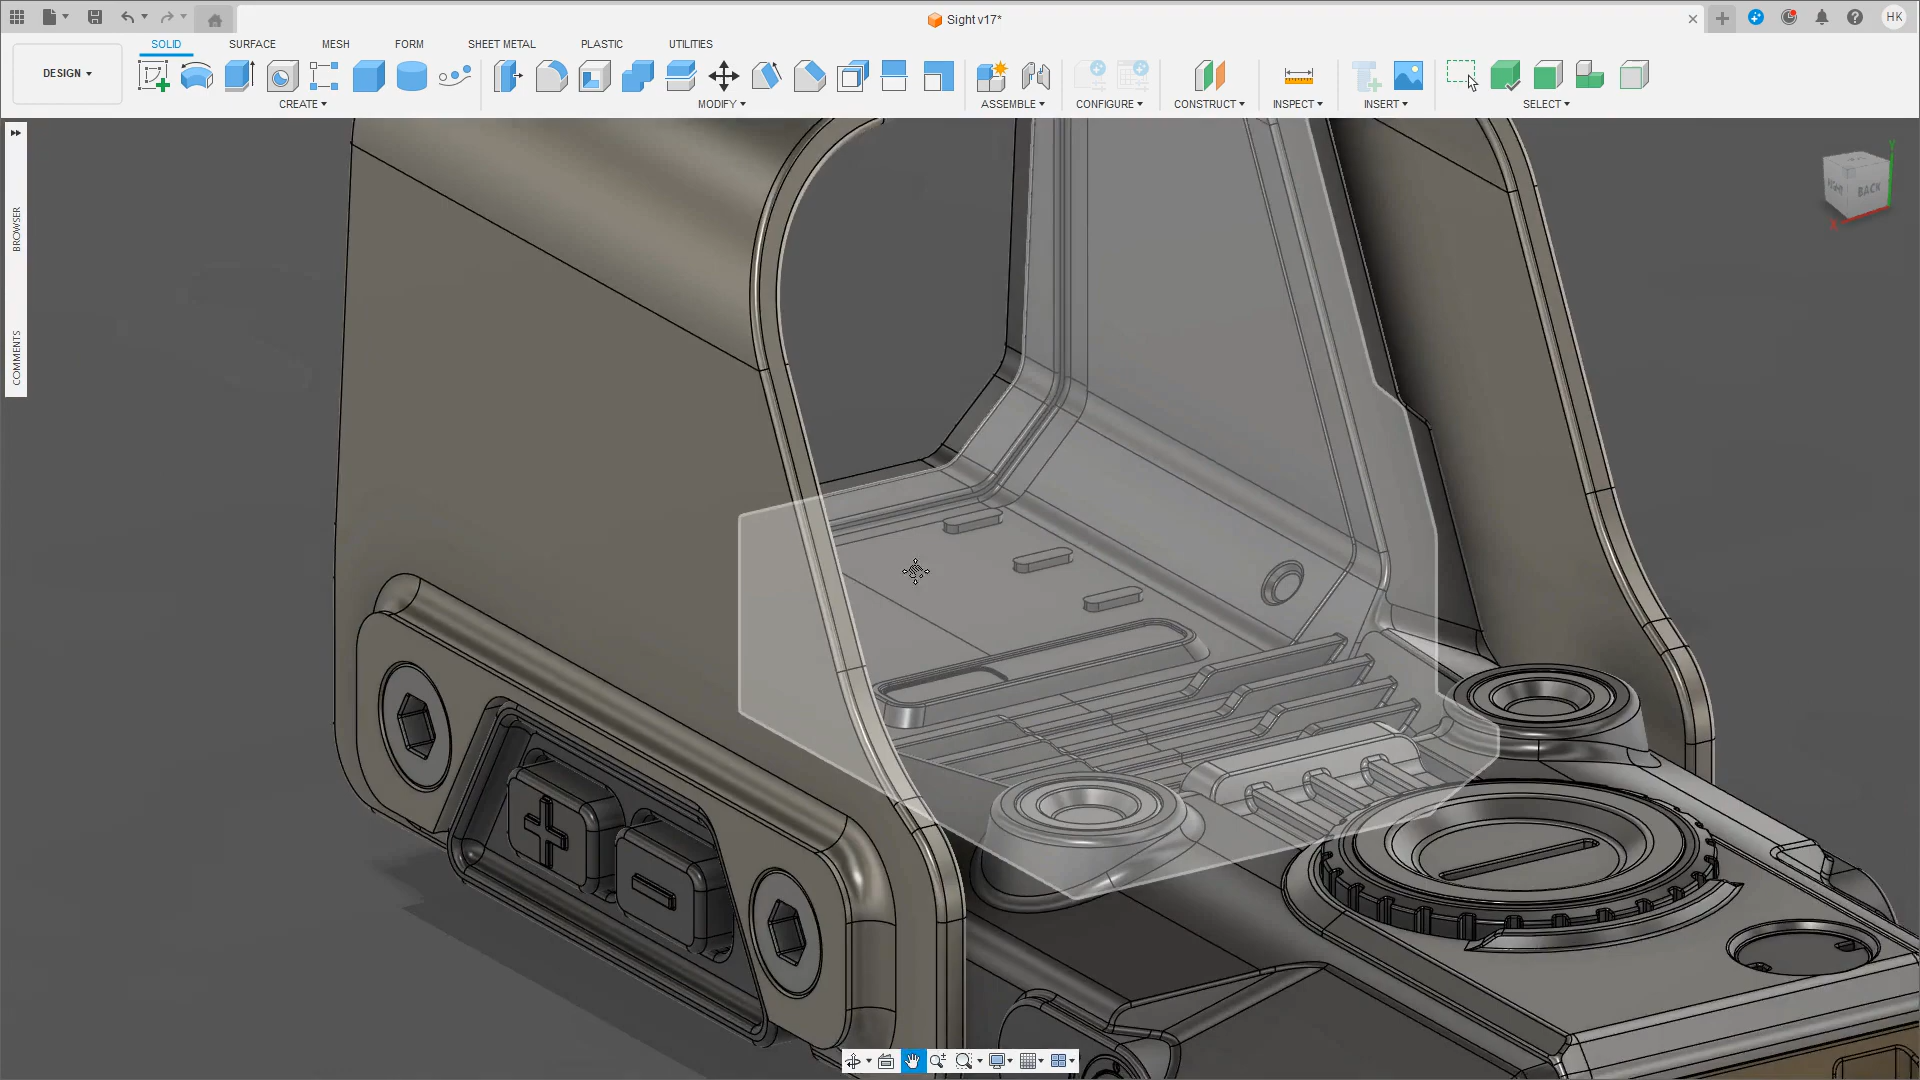 Sight v17*
HK
DESIGN
SOLID
SURFACE
MESH
FORM
SHEET METAL
PLASTIC
UTILITIES
CREATE
MODIFY
ASSEMBLE
CONFIGURE
CONSTRUCT
INSPECT
INSERT
SELECT
BROWSER
COMMENTS
Y
BACK
X